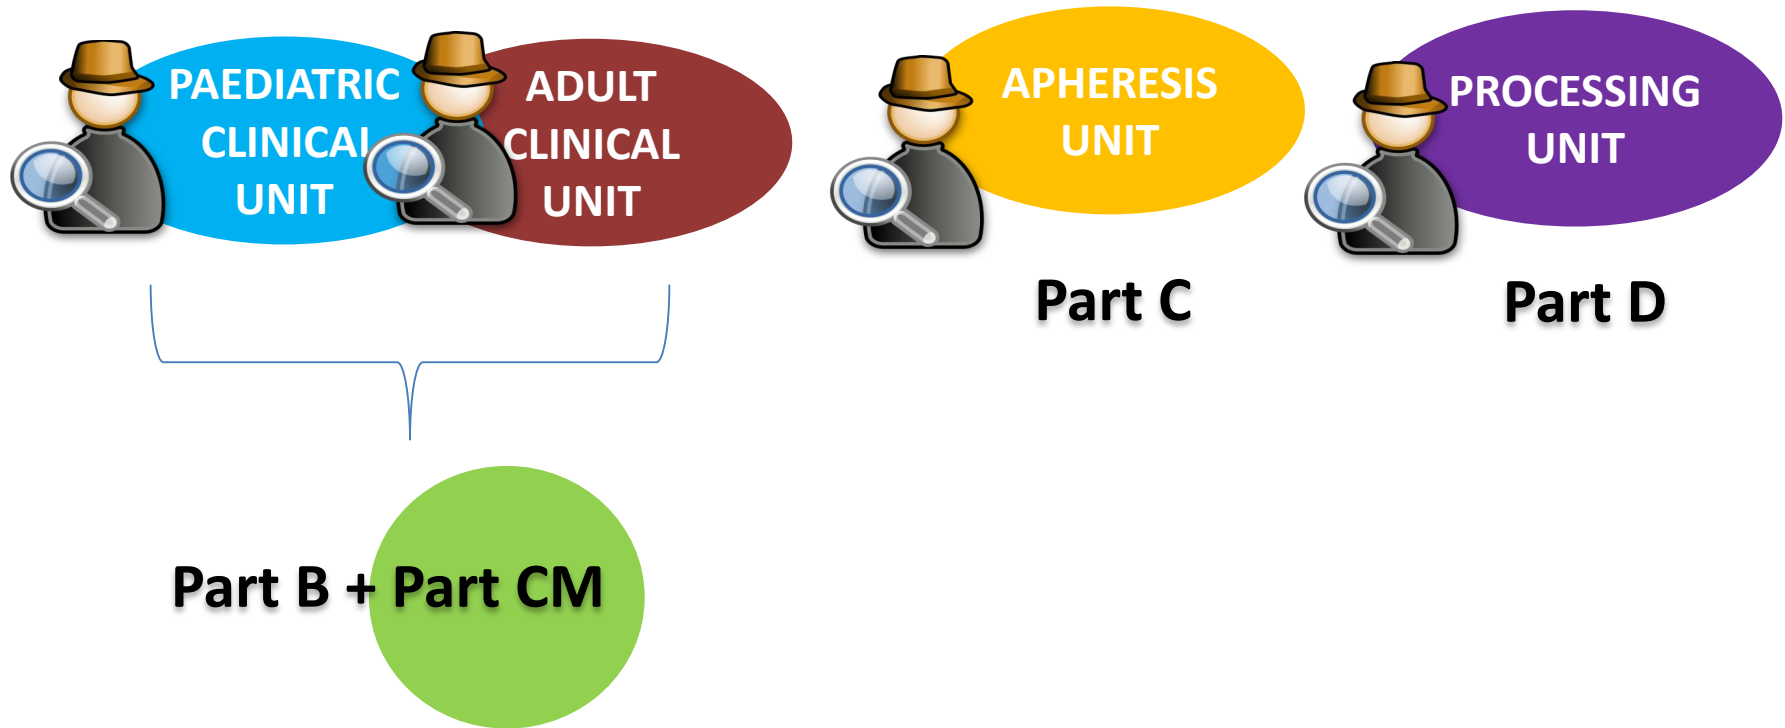 PAEDIATRIC
CLINICAL
UNIT
ADULT
CLINICAL
UNIT
APHERESIS
UNIT
PROCESSING
UNIT
Part C
Part D
Part B + Part CM